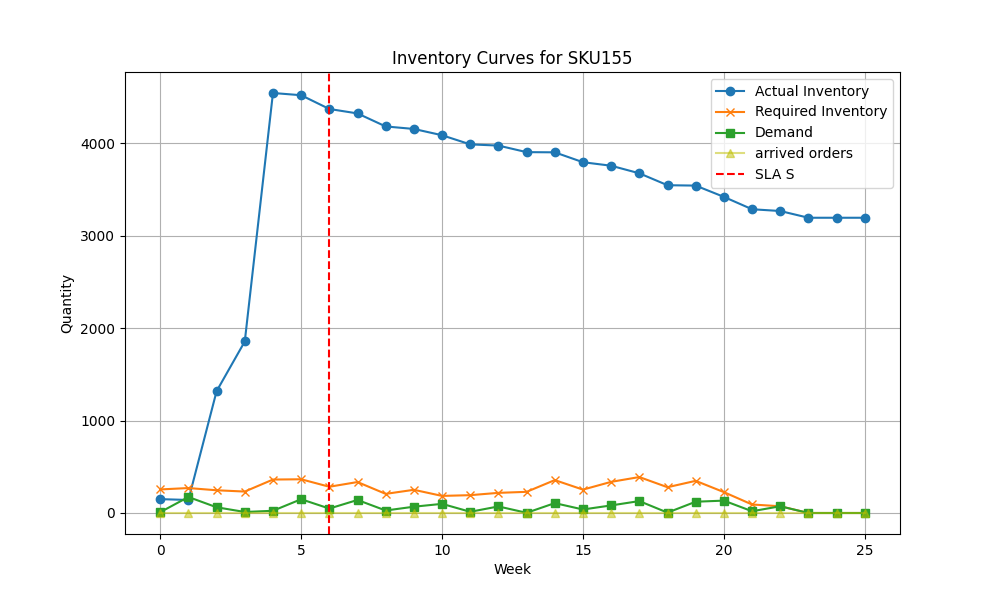 Inventory Curves for SKU155
Actual Inventory
Required Inventory
Demand
arrived orders
SLA S
Quantity
4000
3000
2000
1000
0
0 5 10 15 20 25
Week